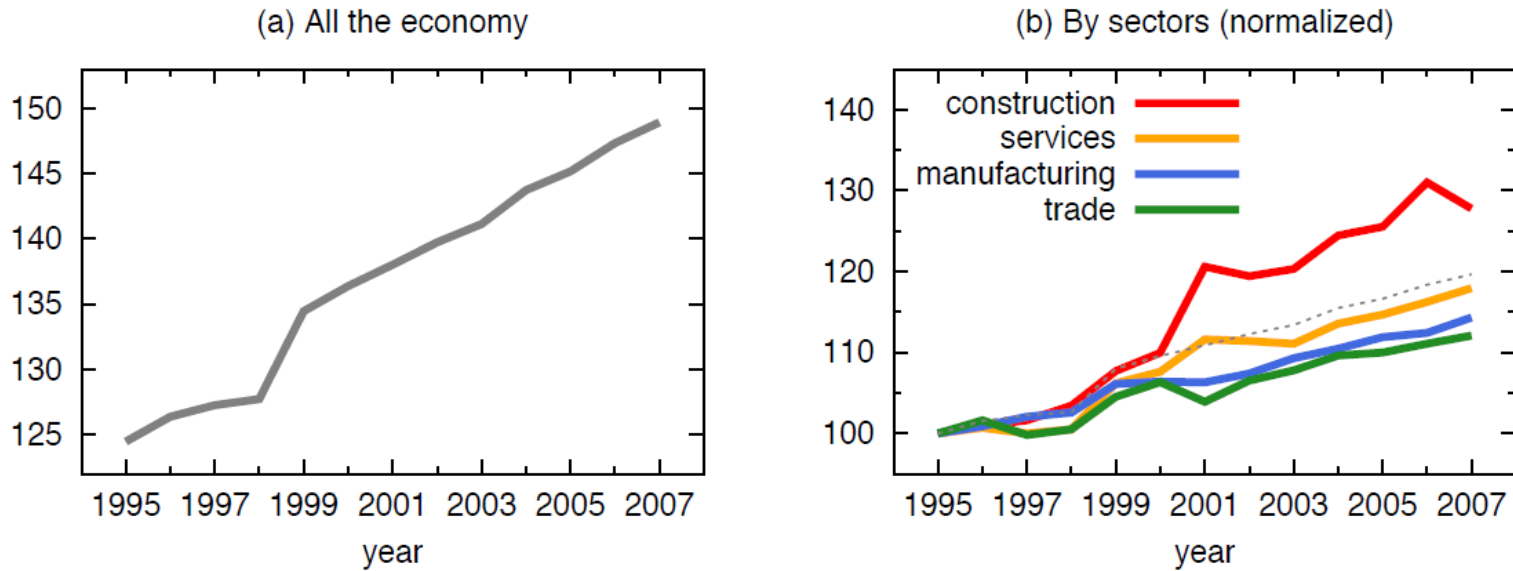 (a) All the economy
150
145
140
135
130
125
1995 1997 1999 2001 2003 2005 2007
year
(b) By sectors (normalized)
construction
services
manufacturing
trade
140
130
120
110
100
1995 1997 1999 2001 2003 2005 2007
year